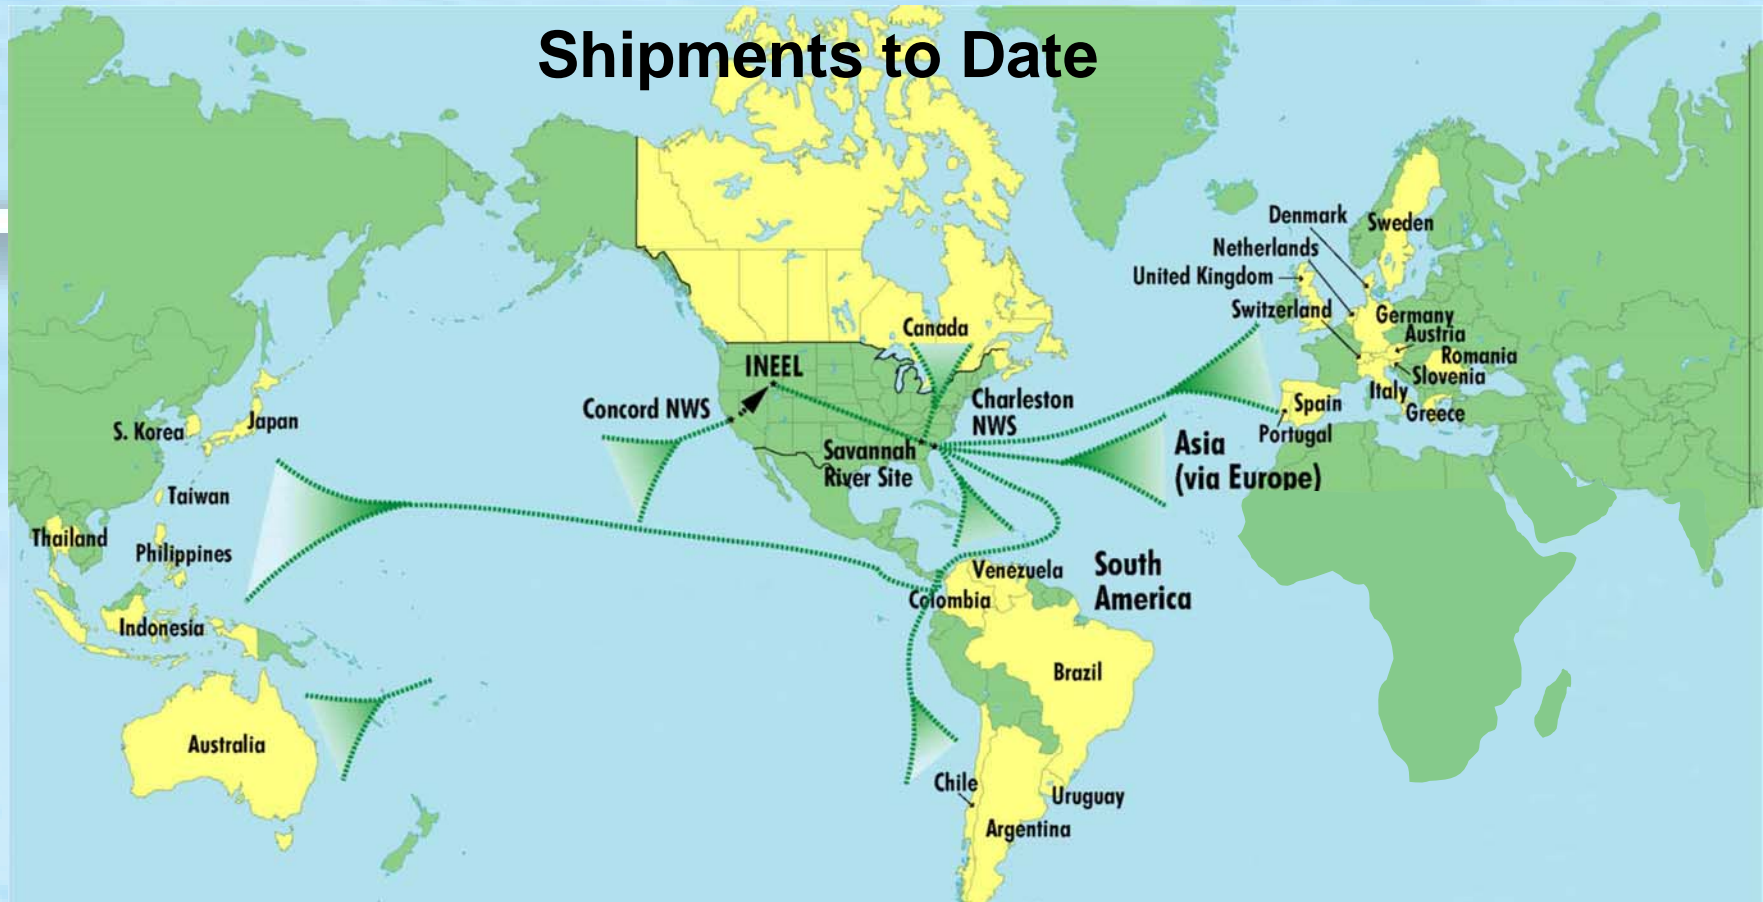 Shipments to Date
Denmark
Sweden
Netherlands
United Kingdom
Switzerland
Germany
Austria
Romania
Slovenia
Italy
Greece
Spain
Portugal
Canada
INEEL
Concord NWS
Charleston
NWS
Savannah
River Site
Asia
(via Europe)
S. Korea
Japan
Taiwan
Thailand
Philippines
Indonesia
Australia
Venezuela
Colombia
South
America
Brazil
Chile
Uruguay
Argentina